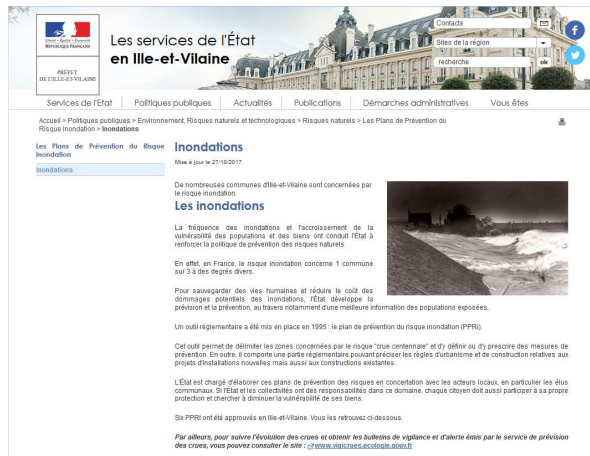 Liberté • Égalité • Fraternité
RÉPUBLIQUE FRANÇAISE
PRÉFET
DE L'ILLE-ET-VILAINE
Les services de l'État
en Ille-et-Vilaine
Contacts
Sites de la région
recherche
ok
Services de l'État
Politiques publiques
Actualités
Publications
Démarches administratives
Vous êtes
Accueil > Politiques publiques > Environnement, Risques naturels et technologiques > Risques naturels > Les Plans de Prévention du
Risque Inondation > Inondations
Les Plans de Prévention du Risque
Inondation
Inondations
Inondations
Mise à jour le 27/10/2017
De nombreuses communes d'Ille-et-Vilaine sont concernées par
le risque inondation.
Les inondations
La fréquence des inondations et l'accroissement de la
vulnérabilité des populations et des biens ont conduit l'État à
renforcer la politique de prévention des risques naturels.
En effet, en France, le risque inondation concerne 1 commune
sur 3 à des degrés divers.
Pour sauvegarder des vies humaines et réduire le coût des
dommages potentiels des inondations, l'État développe la
prévision et la prévention, au travers notamment d'une meilleure information des populations exposées.
Un outil réglementaire a été mis en place en 1995 : le plan de prévention du risque inondation (PPRi).
Cet outil permet de délimiter les zones concernées par le risque "crue centennale" et d'y définir ou d'y prescrire des mesures de
prévention. En outre, il comporte une partie réglementaire pouvant préciser les règles d'urbanisme et de construction relatives aux
projets d'installations nouvelles mais aussi aux constructions existantes.
L'État est chargé d'élaborer ces plans de prévention des risques en concertation avec les acteurs locaux, en particulier les élus
communaux. Si l'État et les collectivités ont des responsabilités dans ce domaine, chaque citoyen doit aussi participer à sa propre
protection et chercher à diminuer la vulnérabilité de ses biens.
Six PPRI ont été approuvés en Ille-et-Vilaine. Vous les retrouvez ci-dessous.
Par ailleurs, pour suivre l'évolution des crues et obtenir les bulletins de vigilance et d'alerte émis par le service de prévision
des crues, vous pouvez consulter le site : www.vigicrues.ecologie.gouv.fr